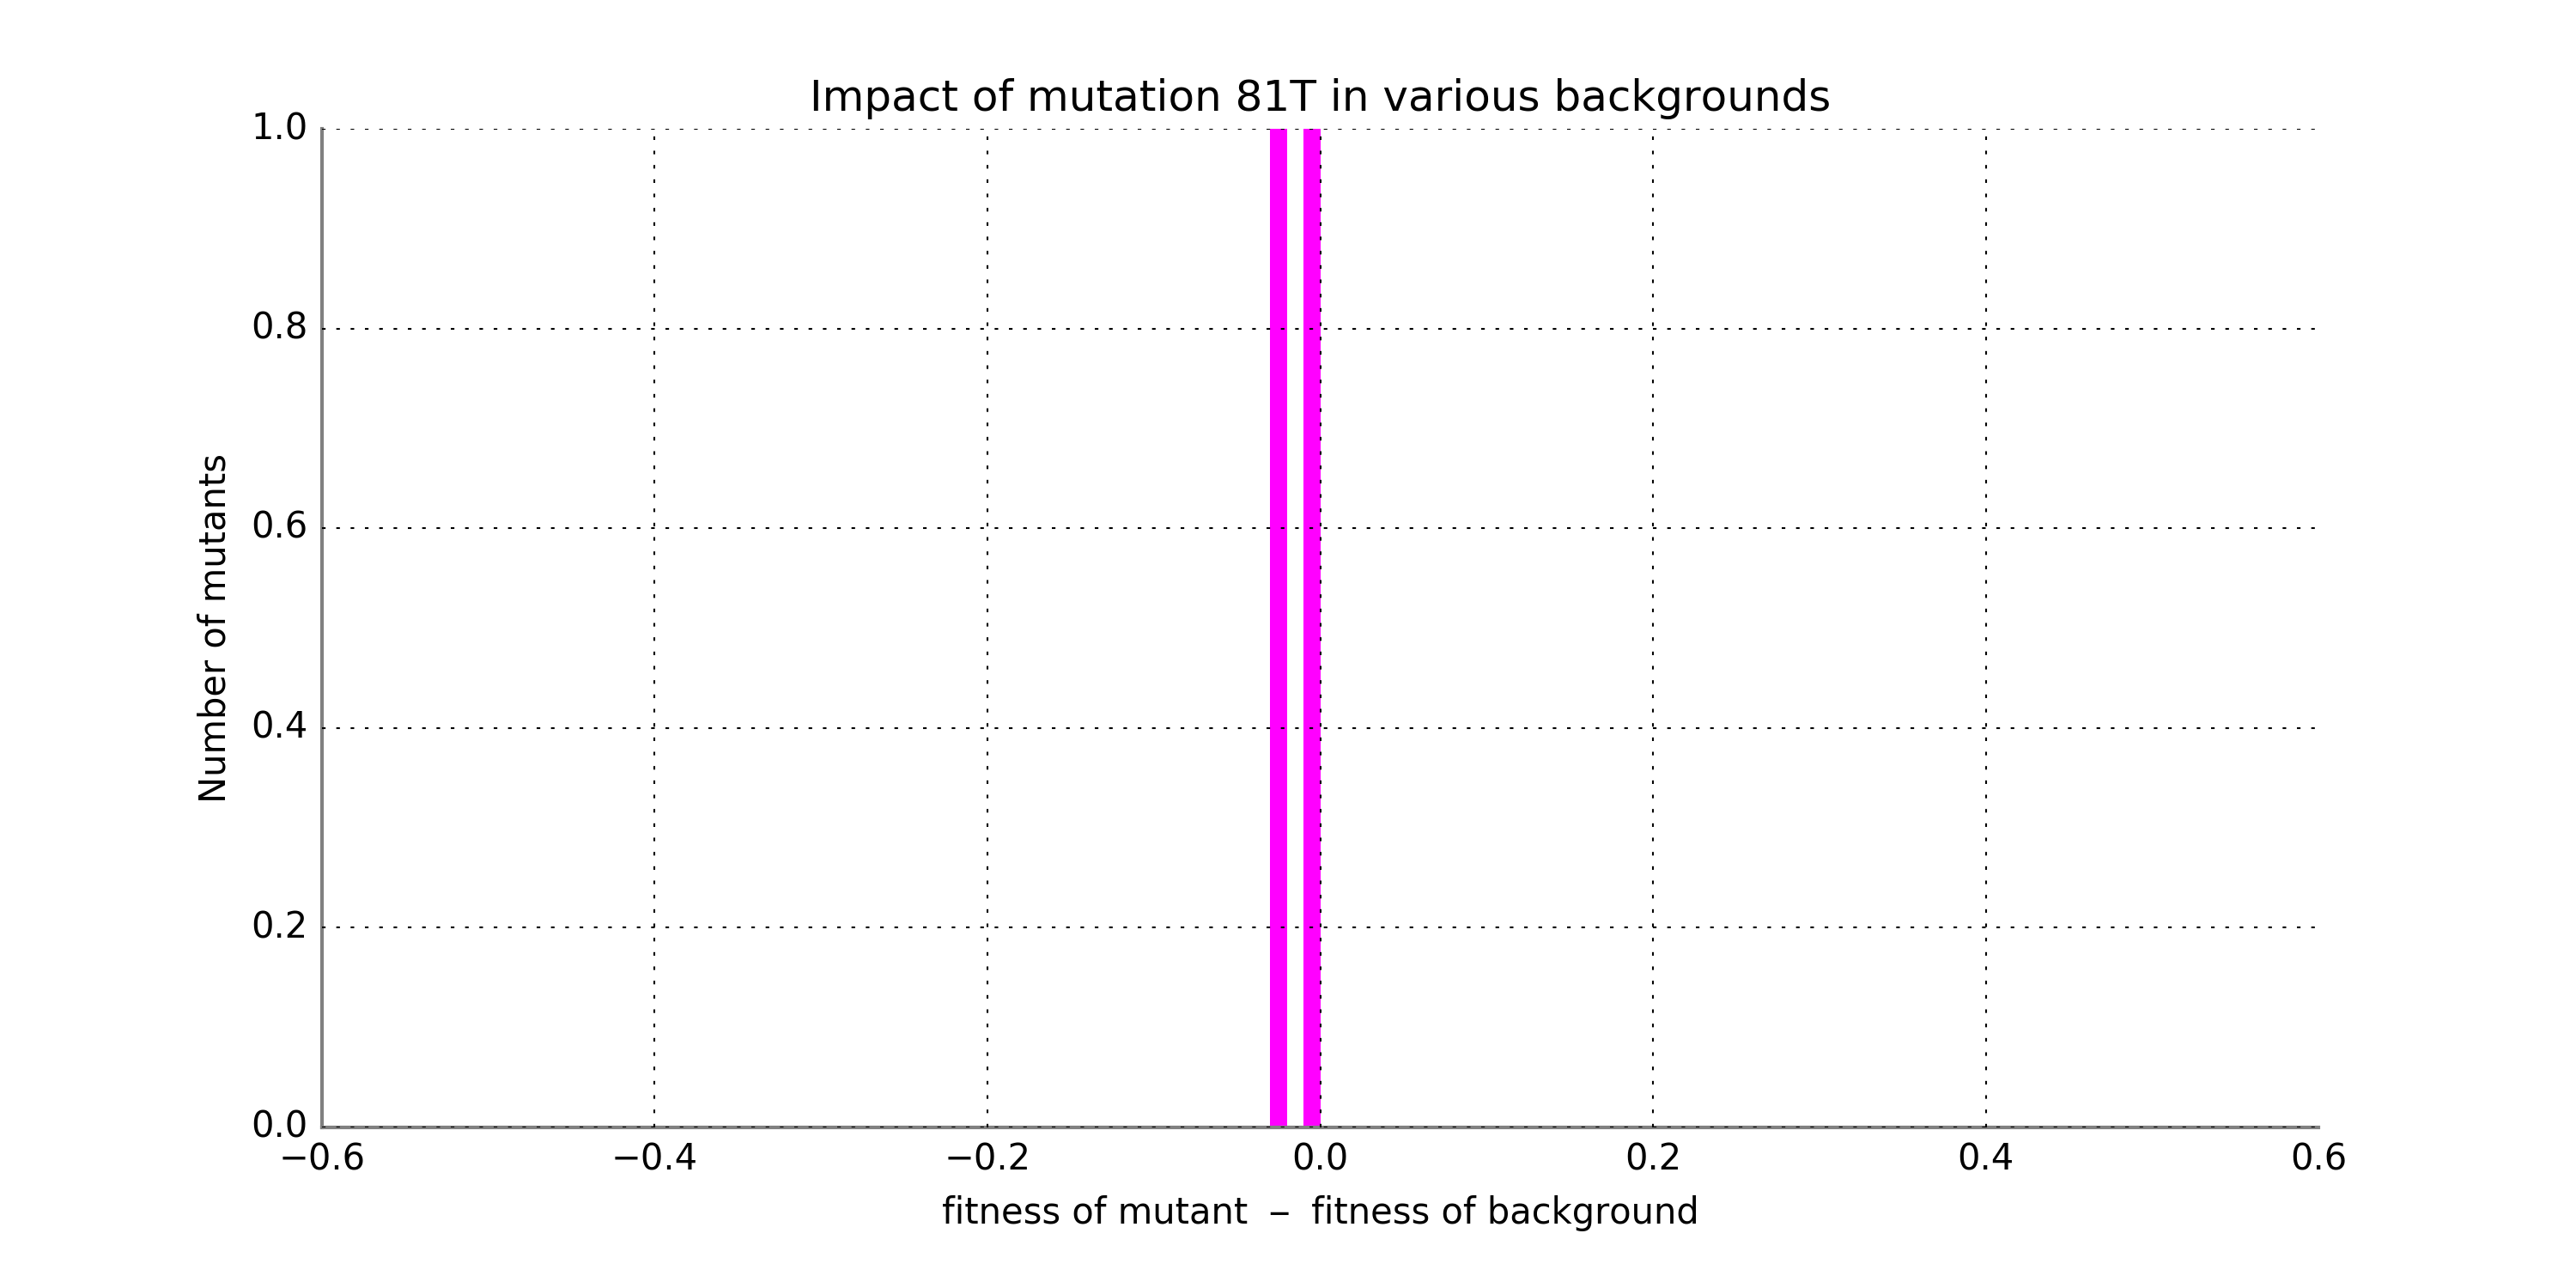 Impact of mutation 81T in various backgrounds
1.0
0.8
0.6
0.4
0.2
0.0
Number of mutants
−0.6 −0.4 −0.2 0.0 0.2 0.4 0.6
fitness of mutant − fitness of background